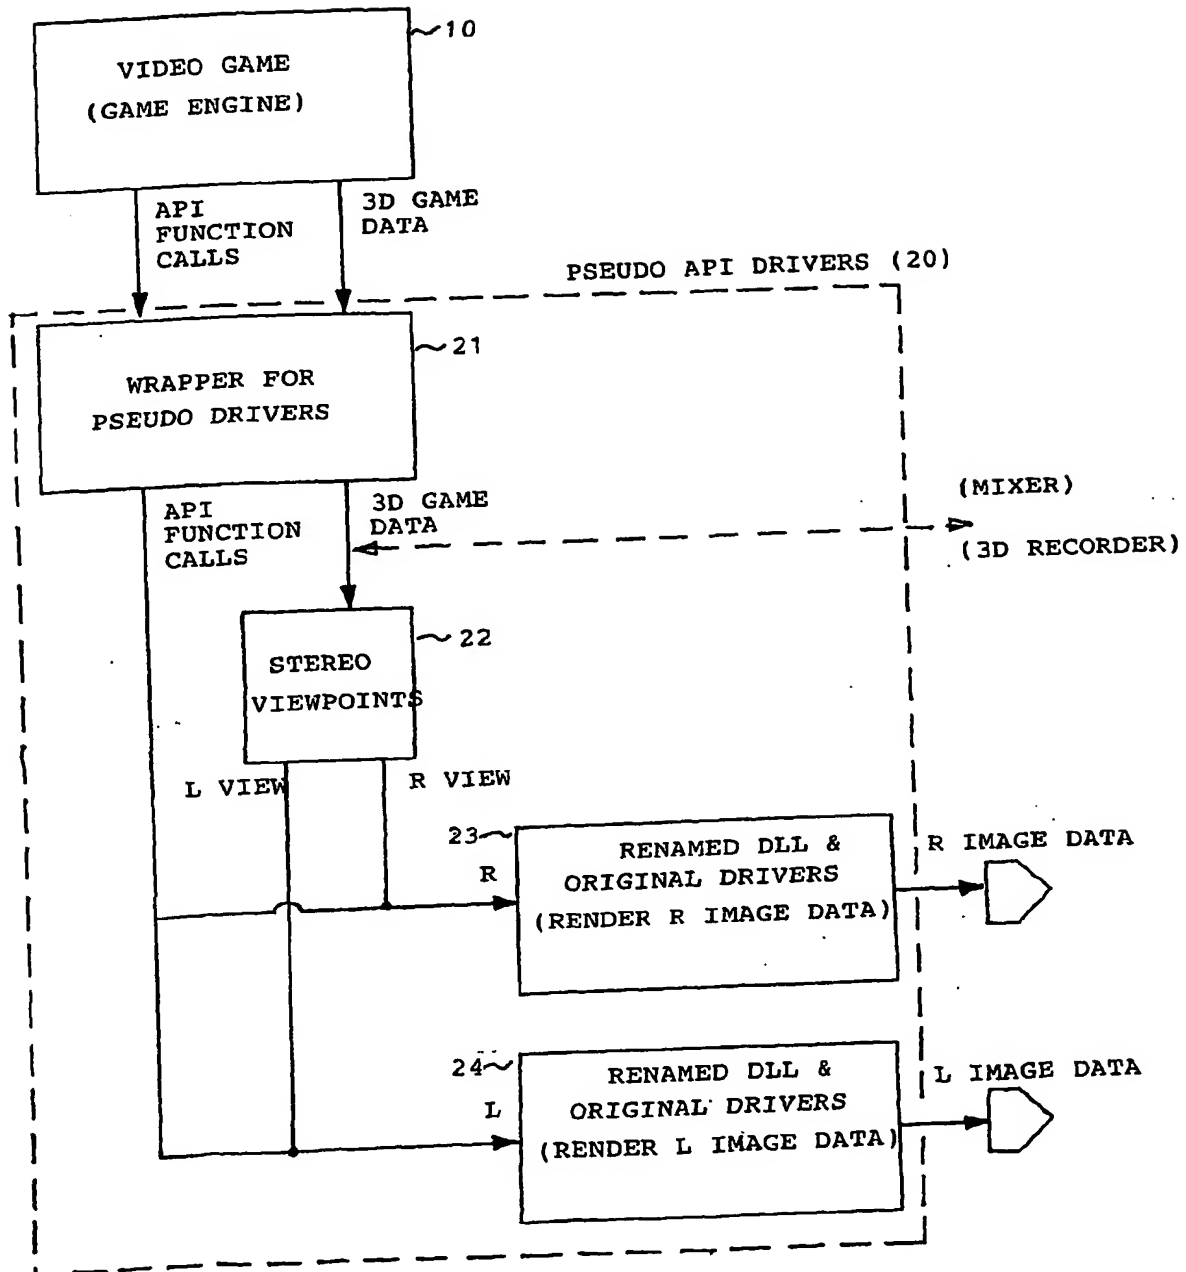 10
VIDEO GAME
(GAME ENGINE)
API
FUNCTION
CALLS
3D GAME
DATA
PSEUDO API DRIVERS (20)
21
WRAPPER FOR
PSEUDO DRIVERS
API
FUNCTION
CALLS
3D GAME
DATA
(MIXER)
(3D RECORDER)
22
STEREO
VIEWPOINTS
L VIEW
R VIEW
23
R
RENAMED DLL &
ORIGINAL DRIVERS
(RENDER R IMAGE DATA)
R IMAGE DATA
24
L
RENAMED DLL &
ORIGINAL DRIVERS
(RENDER L IMAGE DATA)
L IMAGE DATA